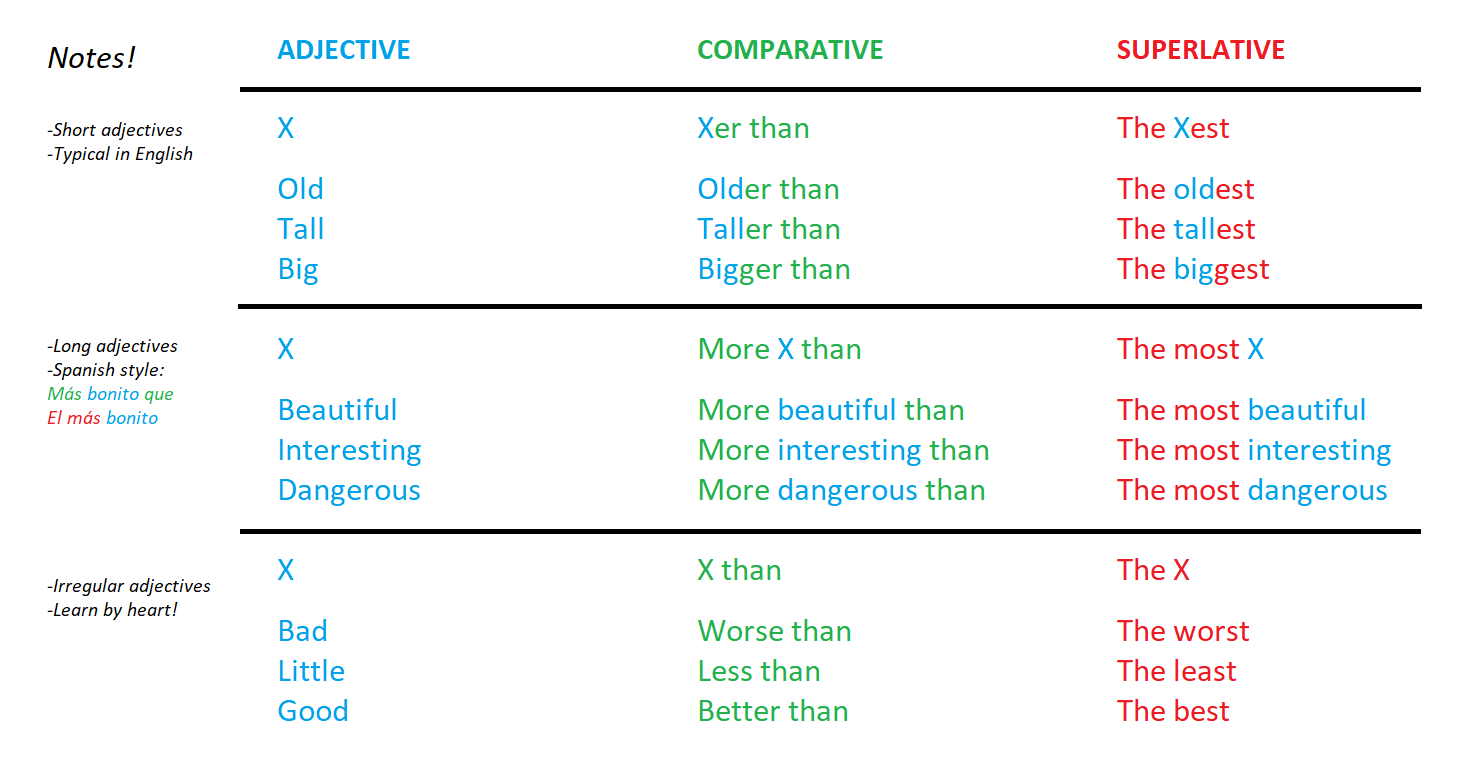 Notes! ADJECTIVE COMPARATIVE SUPERLATIVE
-Short adjectives X Xer than The Xest
-Typical in English
Old Older than The oldest
Tall Taller than The tallest
Big Bigger than The biggest
-Long adjectives X More X than The most X
-Spanish style:
Más bonito que
El más bonito
Beautiful More beautiful than The most beautiful
Interesting More interesting than The most interesting
Dangerous More dangerous than The most dangerous
X X than The X
-Irregular adjectives
-Learn by heart!
Bad Worse than The worst
Little Less than The least
Good Better than The best